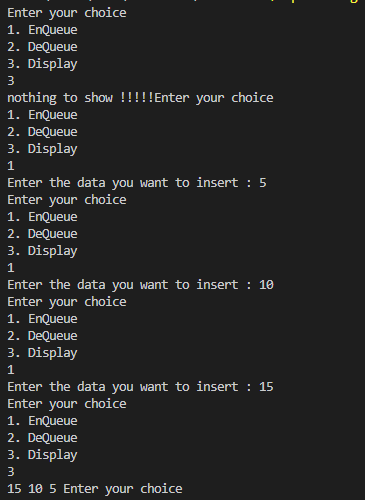 Enter your choice
1. EnQueue
2. DeQueue
3. Display
3
nothing to show !!!!!Enter your choice
1. EnQueue
2. DeQueue
3. Display
1
Enter the data you want to insert : 5
Enter your choice
1. EnQueue
2. DeQueue
3. Display
1
Enter the data you want to insert : 10
Enter your choice
1. EnQueue
2. DeQueue
3. Display
1
Enter the data you want to insert : 15
Enter your choice
1. EnQueue
2. DeQueue
3. Display
3
15 10 5 Enter your choice